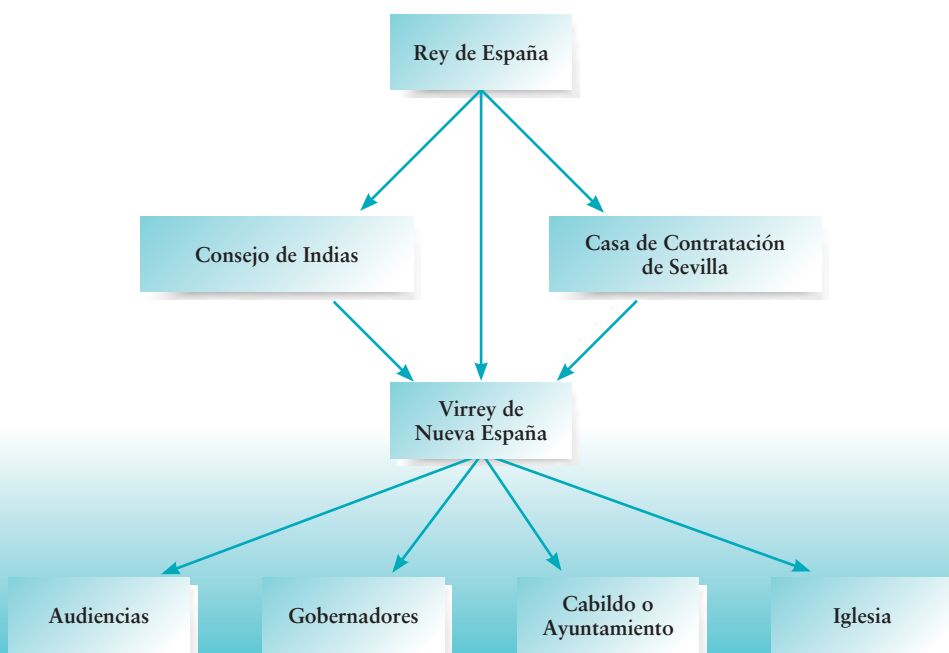 Rey de España
Consejo de Indias
Casa de Contratación
de Sevilla
Virrey de
Nueva España
Audiencias
Gobernadores
Cabildo o
Ayuntamiento
Iglesia